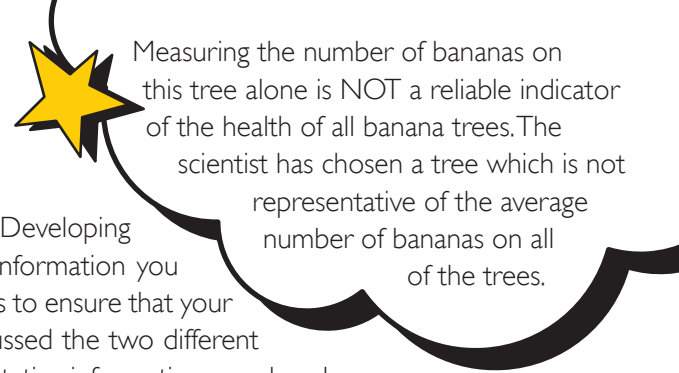 Measuring the number of bananas on
this tree alone is NOT a reliable indicator
of the health of all banana trees. The
scientist has chosen a tree which is not
representative of the average
number of bananas on all
of the trees.
Developing
nformation you
s to ensure that your
ussed the two different